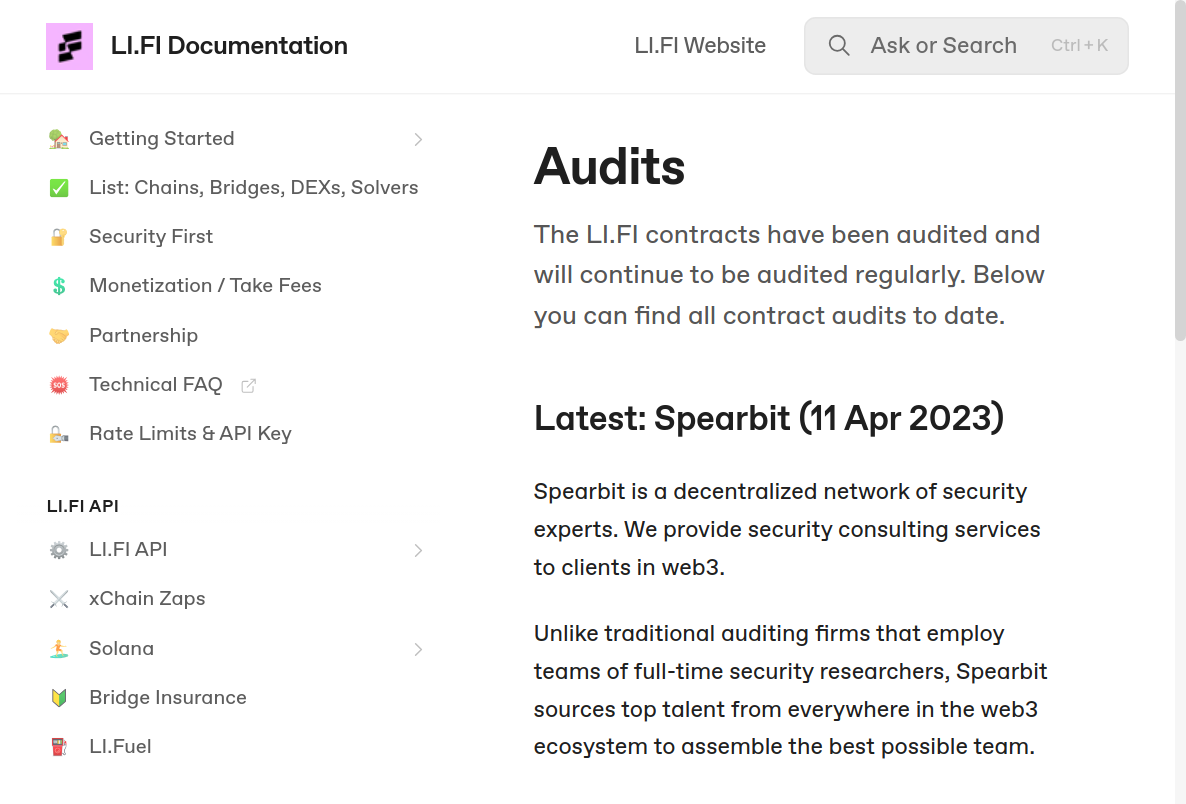 LI.FI Documentation
LI.FI Website
Ask or Search
Ctrl + K
Getting Started
List: Chains, Bridges, DEXs, Solvers
Security First
Monetization / Take Fees
Partnership
Technical FAQ
Rate Limits & API Key
LI.FI API
LI.FI API
xChain Zaps
Solana
Bridge Insurance
LI.Fuel
Audits
The LI.FI contracts have been audited and
will continue to be audited regularly. Below
you can find all contract audits to date.
Latest: Spearbit (11 Apr 2023)
Spearbit is a decentralized network of security
experts. We provide security consulting services
to clients in web3.
Unlike traditional auditing firms that employ
teams of full-time security researchers, Spearbit
sources top talent from everywhere in the web3
ecosystem to assemble the best possible team.